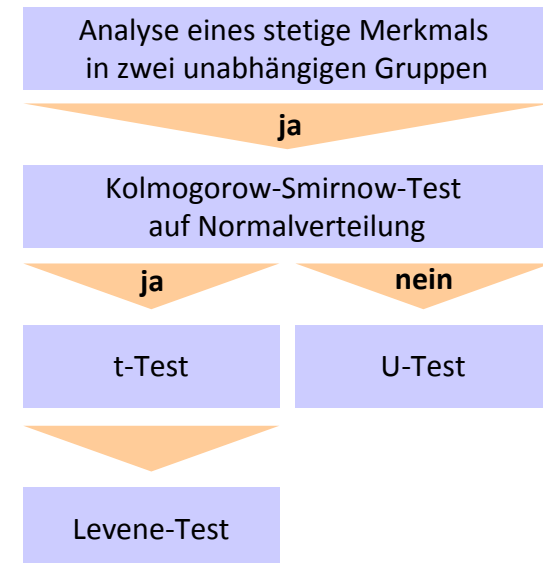 Analyse eines stetige Merkmals
in zwei unabhängigen Gruppen
ja
Kolmogorow-Smirnow-Test
auf Normalverteilung
ja
nein
t-Test
U-Test
Levene-Test